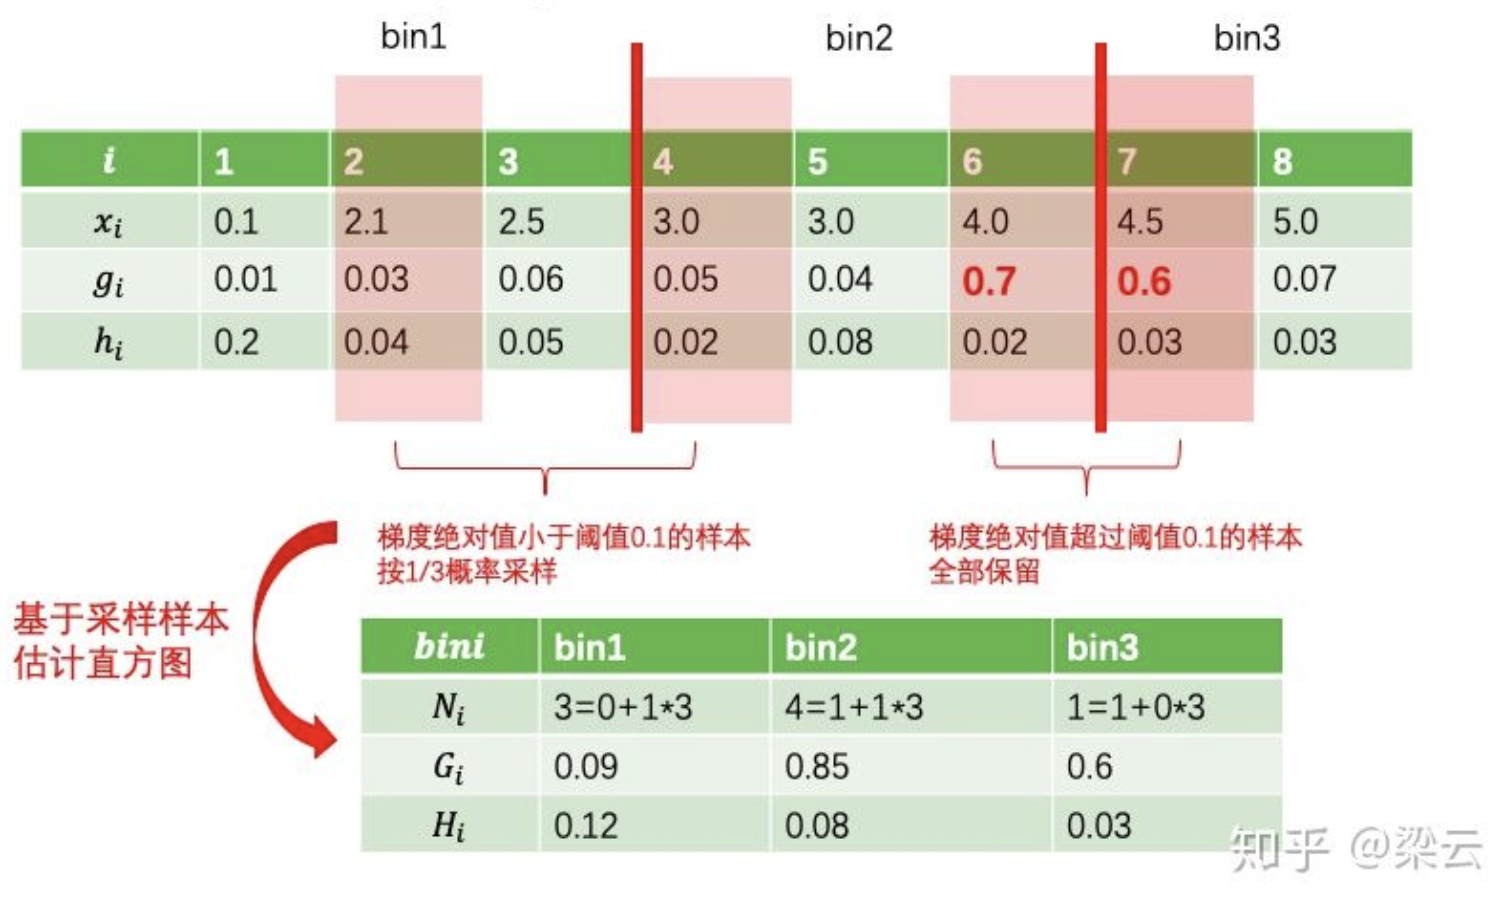 bin1 bin2 bin3
i 1 2 3 4 5 6 7 8
xᵢ 0.1 2.1 2.5 3.0 3.0 4.0 4.5 5.0
gᵢ 0.01 0.03 0.06 0.05 0.04 0.7 0.6 0.07
hᵢ 0.2 0.04 0.05 0.02 0.08 0.02 0.03 0.03
梯度绝对值小于阈值0.1的样本
按1/3概率采样
梯度绝对值超过阈值0.1的样本
全部保留
基于采样样本
估计直方图
bini bin1 bin2 bin3
Nᵢ 3=0+1*3 4=1+1*3 1=1+0*3
Gᵢ 0.09 0.85 0.6
Hᵢ 0.12 0.08 0.03
知乎 @梁云